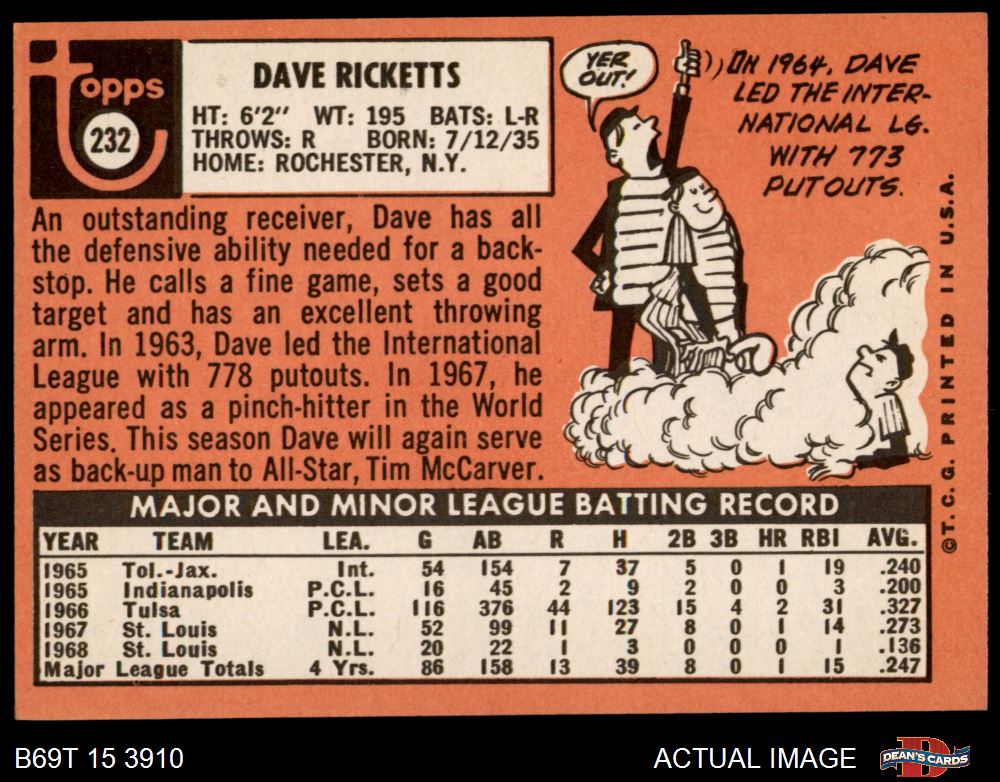 Topps
232
DAVE RICKETTS
HT: 6'2" WT: 195 BATS: L-R
THROWS: R BORN: 7/12/35
HOME: ROCHESTER, N.Y.
YER
OUT!
IN 1964, DAVE
LED THE INTER-
NATIONAL LG.
WITH 773
PUTOUTS.
An outstanding receiver, Dave has all
the defensive ability needed for a back-
stop. He calls a fine game, sets a good
target and has an excellent throwing
arm. In 1963, Dave led the International
League with 778 putouts. In 1967, he
appeared as a pinch-hitter in the World
Series. This season Dave will again serve
as back-up man to All-Star, Tim McCarver.
©T.C.G. PRINTED IN U.S.A.
MAJOR AND MINOR LEAGUE BATTING RECORD
YEAR TEAM LEA. G AB R H 2B 3B HR RBI AVG.
1965 Tol.-Jax. Int. 54 154 7 37 5 0 1 19 .240
1965 Indianapolis P.C.L. 16 45 2 9 2 0 0 3 .200
1966 Tulsa P.C.L. 116 376 44 123 15 4 2 31 .327
1967 St. Louis N.L. 52 99 11 27 8 0 1 14 .273
1968 St. Louis N.L. 20 22 1 3 0 0 0 1 .136
Major League Totals 4 Yrs. 86 158 13 39 8 0 1 15 .247
B69T 15 3910
ACTUAL IMAGE
DEAN'S CARDS